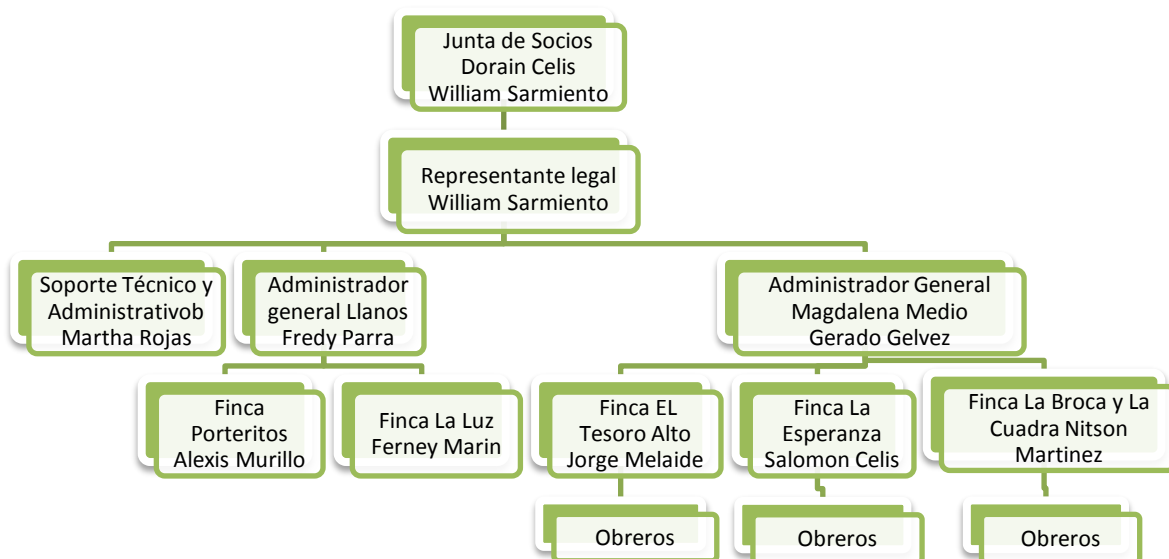 Junta de Socios
Dorain Celis
William Sarmiento
Representante legal
William Sarmiento
Soporte Técnico y
Administrativob
Martha Rojas
Administrador
general Llanos
Fredy Parra
Administrador General
Magdalena Medio
Gerado Gelvez
Finca
Porteritos
Alexis Murillo
Finca La Luz
Ferney Marin
Finca EL
Tesoro Alto
Jorge Melaide
Finca La
Esperanza
Salomon Celis
Finca La Broca y La
Cuadra Nitson
Martinez
Obreros
Obreros
Obreros